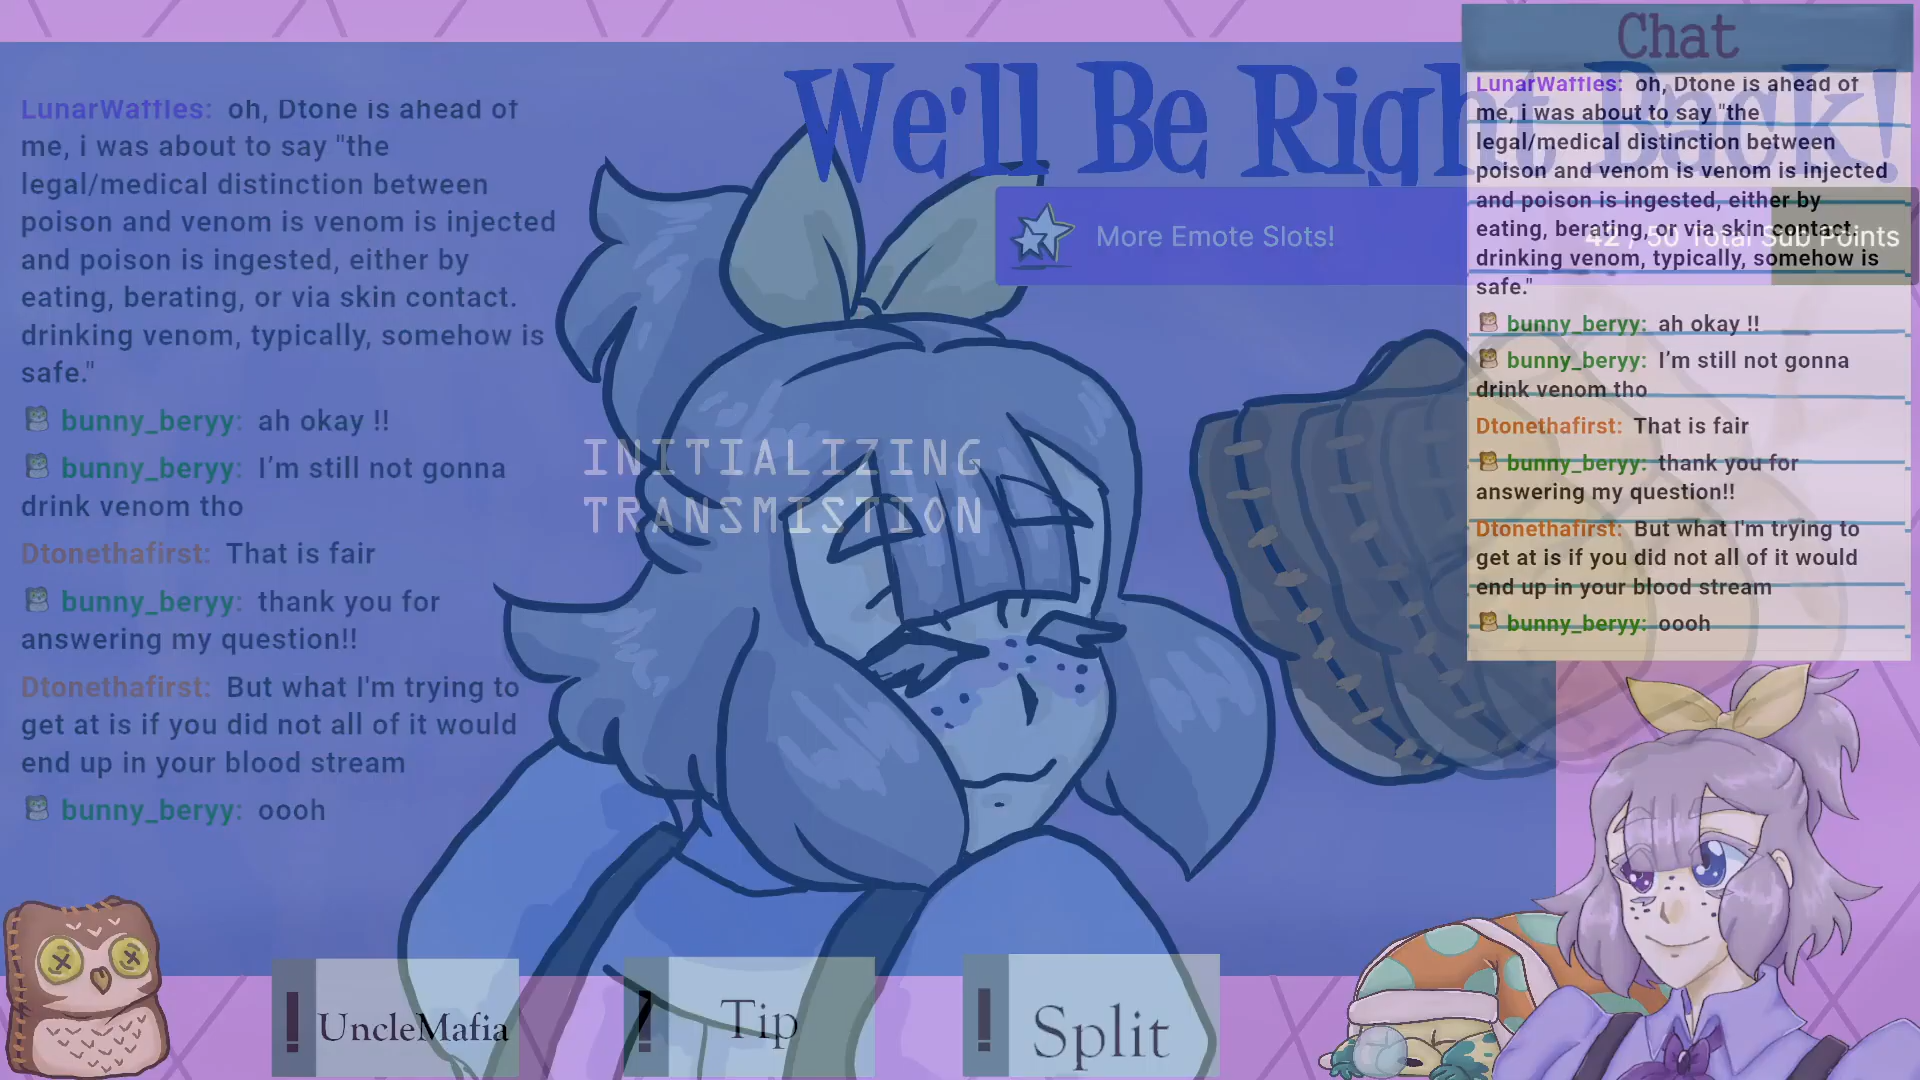 We'll Be Right Back!
Chat
LunarWaffles: oh, Dtone is ahead of
me, i was about to say "the
legal/medical distinction between
poison and venom is venom is injected
and poison is ingested, either by
eating, berating, or via skin contact.
drinking venom, typically, somehow is
safe."
bunny_beryy: ah okay !!
bunny_beryy: I'm still not gonna
drink venom tho
Dtonethafirst: That is fair
bunny_beryy: thank you for
answering my question!!
Dtonethafirst: But what I'm trying to
get at is if you did not all of it would
end up in your blood stream
bunny_beryy: oooh
More Emote Slots!
42 / 50 Total Sub Points
INITIALIZING
TRANSMISTION
LunarWaffles: oh, Dtone is ahead of
me, i was about to say "the
legal/medical distinction between
poison and venom is venom is injected
and poison is ingested, either by
eating, berating, or via skin contact.
drinking venom, typically, somehow is
safe."
bunny_beryy: ah okay !!
bunny_beryy: I’m still not gonna
drink venom tho
Dtonethafirst: That is fair
bunny_beryy: thank you for
answering my question!!
Dtonethafirst: But what I'm trying to
get at is if you did not all of it would
end up in your blood stream
bunny_beryy: oooh
! UncleMafia
! Tip
! Split